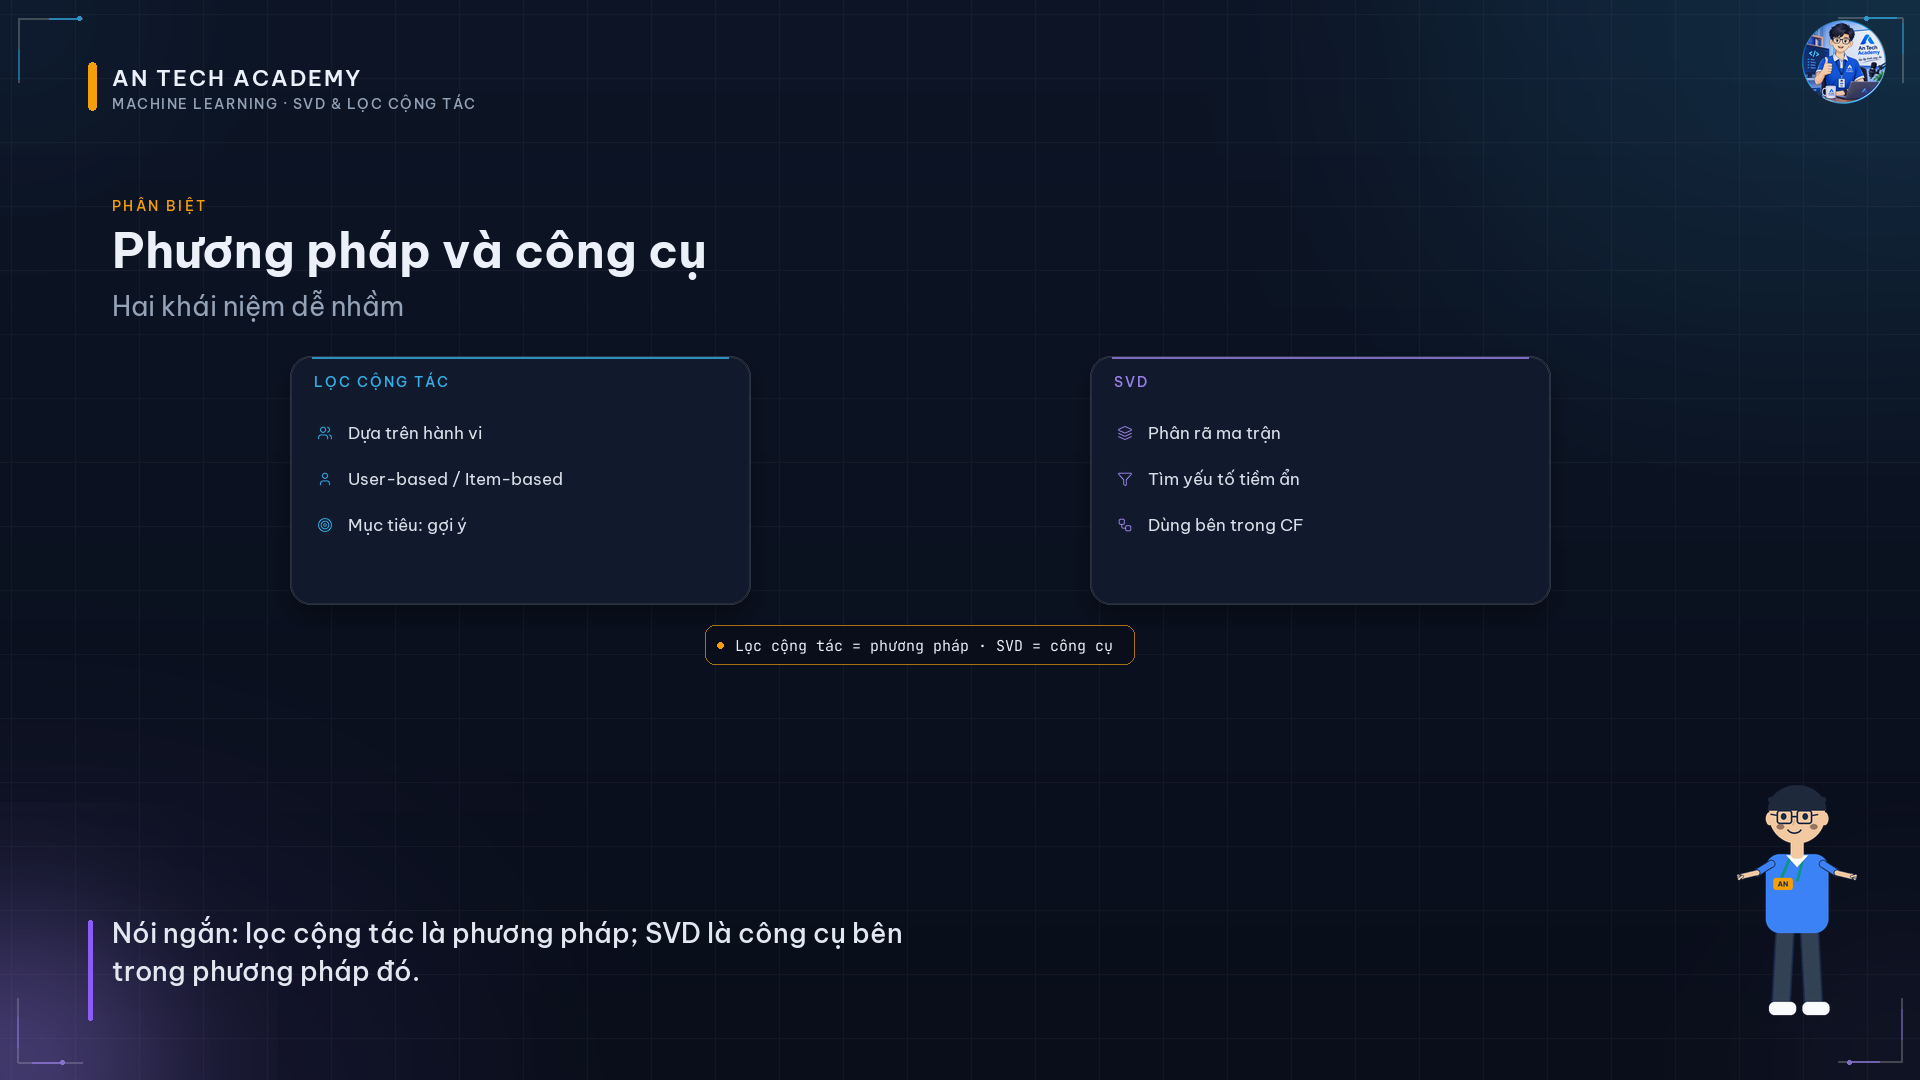 AN TECH ACADEMY
MACHINE LEARNING · SVD & LỌC CỘNG TÁC
An Tech
Academy
PHÂN BIỆT
Phương pháp và công cụ
Hai khái niệm dễ nhầm
LỌC CỘNG TÁC
Dựa trên hành vi
User-based / Item-based
Mục tiêu: gợi ý
SVD
Phân rã ma trận
Tìm yếu tố tiềm ẩn
Dùng bên trong CF
Lọc cộng tác = phương pháp · SVD = công cụ
AN
Nói ngắn: lọc cộng tác là phương pháp; SVD là công cụ bên
trong phương pháp đó.